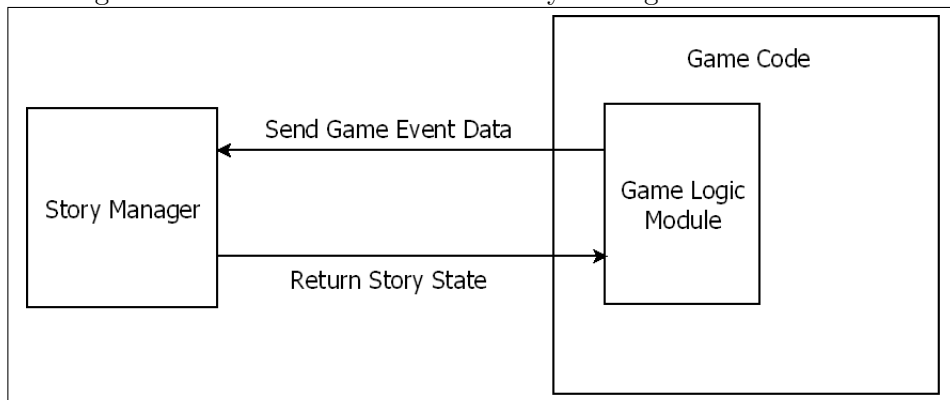 Game Code
Send Game Event Data
Story Manager
Game Logic
Module
Return Story State